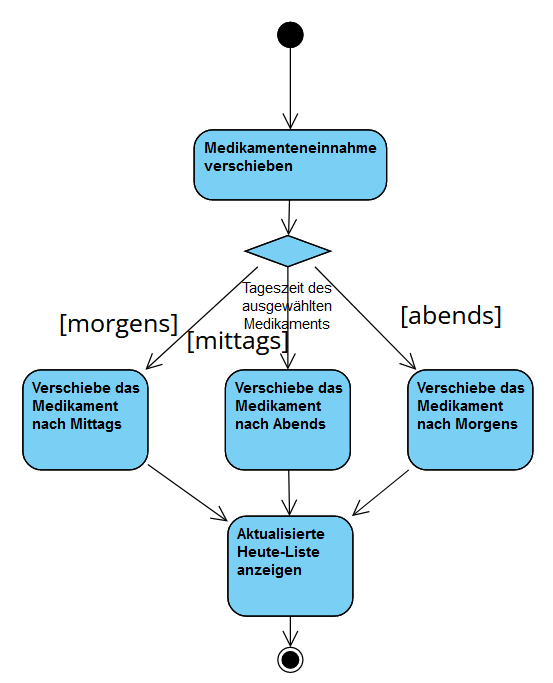 Medikamenteneinnahme
verschieben
Tageszeit des
ausgewählten
Medikaments
[morgens]
[mittags]
[abends]
Verschiebe das
Medikament
nach Mittags
Verschiebe das
Medikament
nach Abends
Verschiebe das
Medikament
nach Morgens
Aktualisierte
Heute-Liste
anzeigen